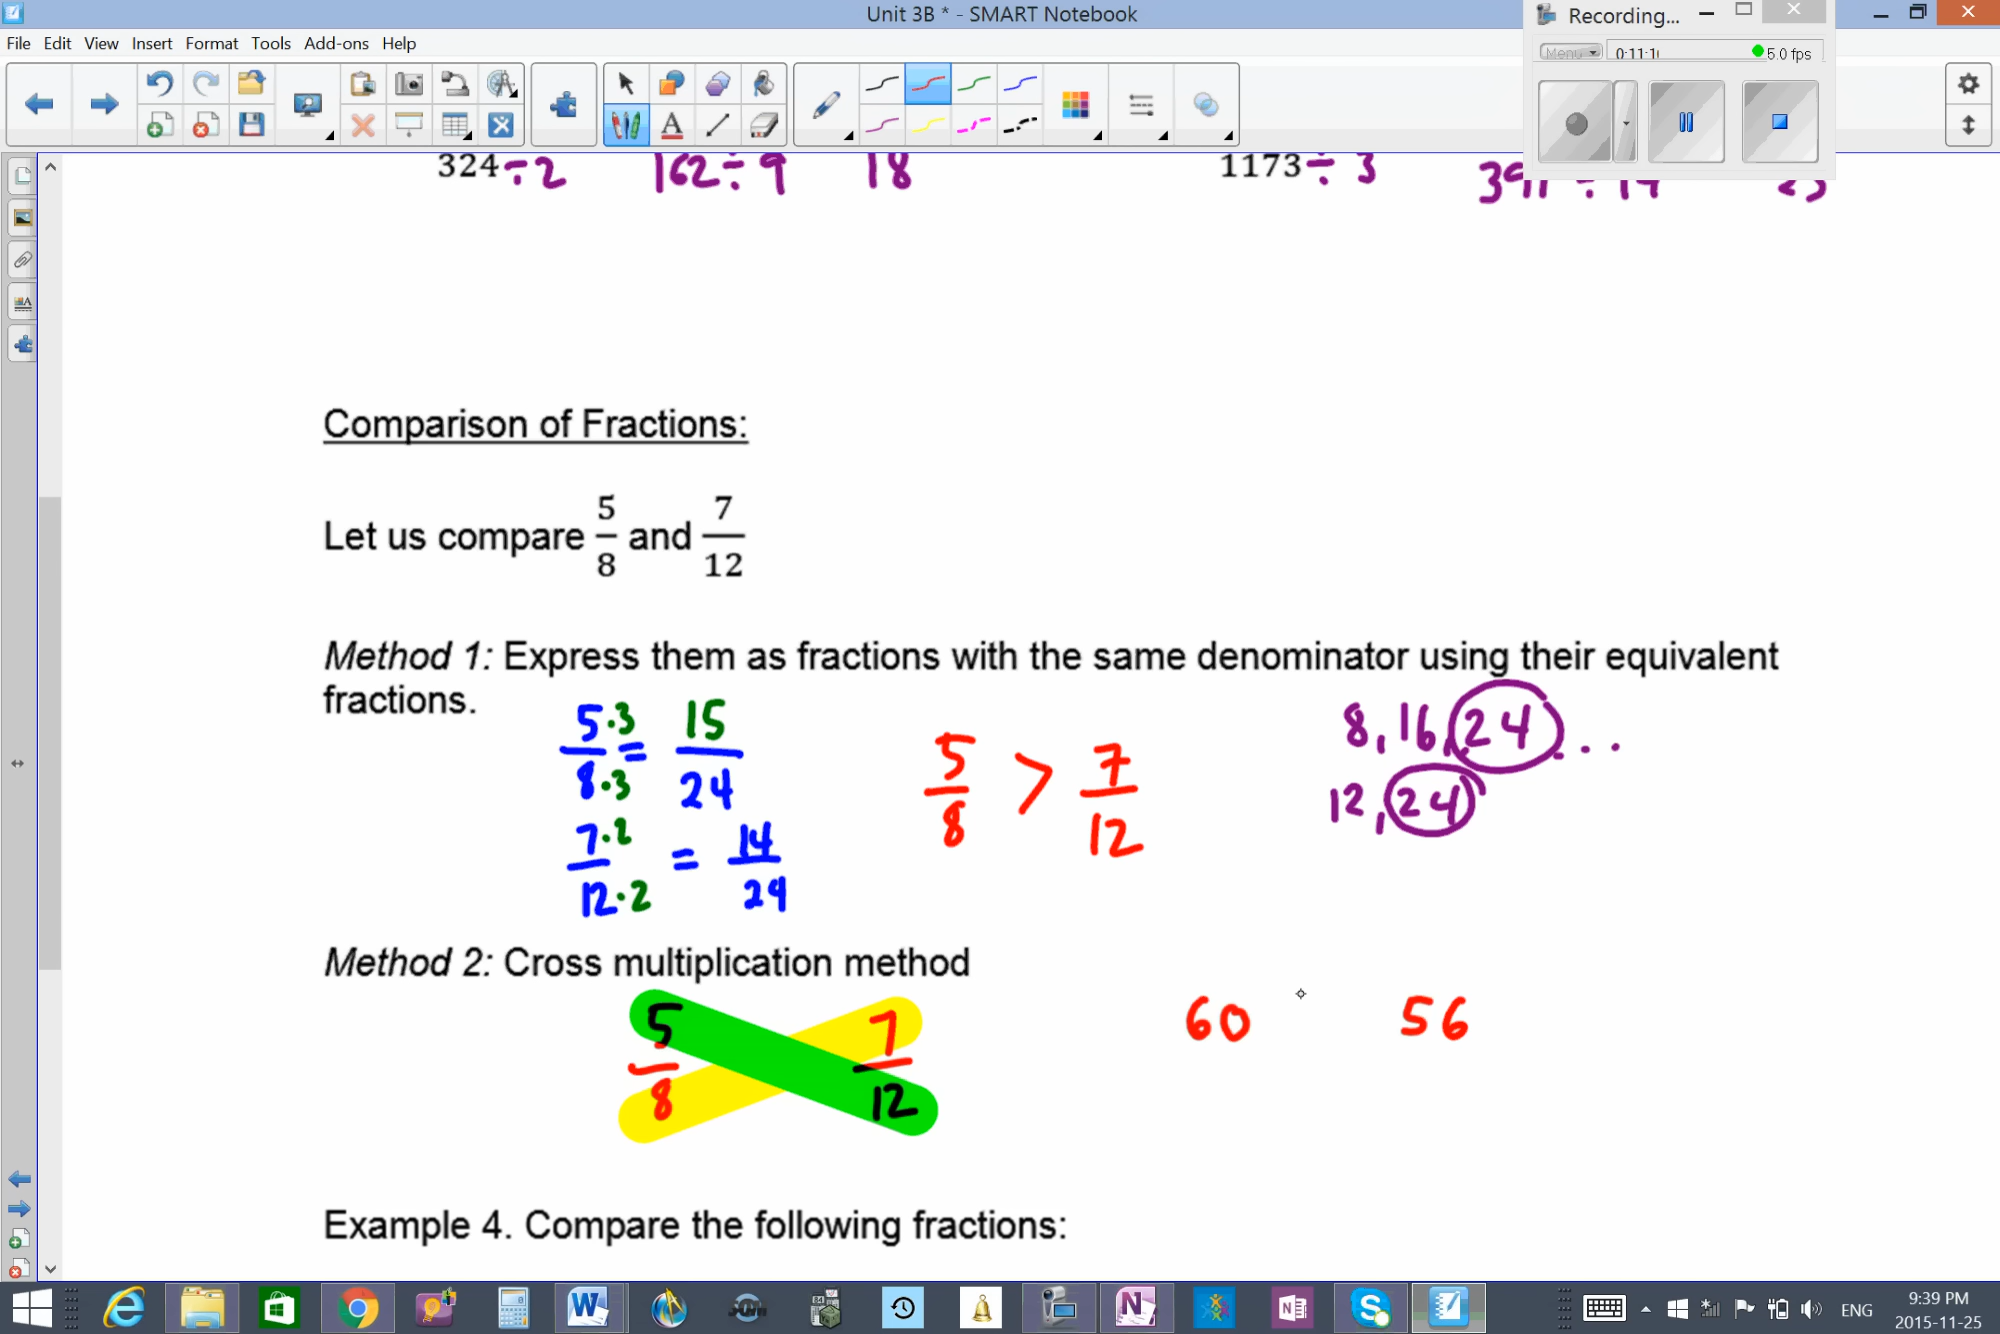 Unit 3B * - SMART Notebook
Recording...
File Edit View Insert Format Tools Add-ons Help
Menu
5.0 fps
324 ÷2 162 ÷ 9 18 1173 ÷ 3
Comparison of Fractions:
Let us compare 5/8 and 7/12
Method 1: Express them as fractions with the same denominator using their equivalent
fractions.
5·3/8·3 = 15/24
7·2/12·2 = 14/24
5/8 > 7/12
8, 16, 24, . . .
12, 24
Method 2: Cross multiplication method
5/8 7/12
60 56
Example 4. Compare the following fractions:
ENG
9:39 PM
2015-11-25